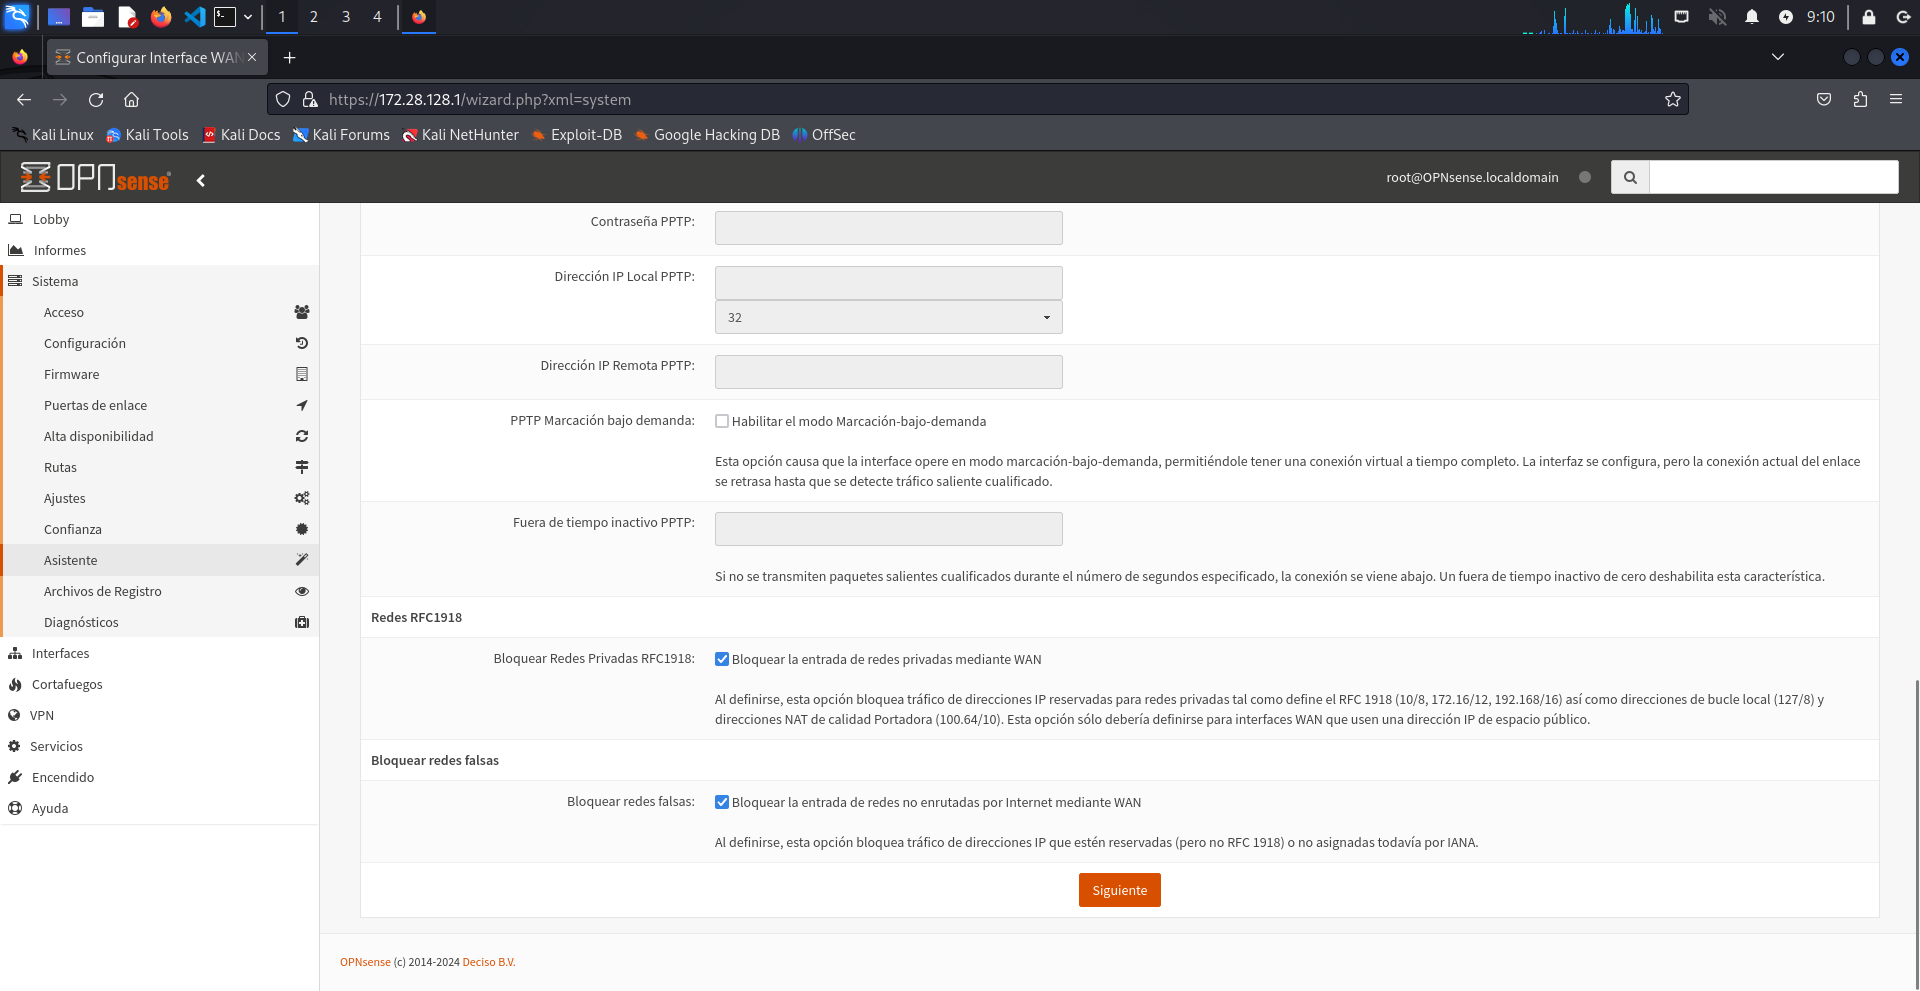 1 2 3 4
9:10
Configurar Interface WAN
https://172.28.128.1/wizard.php?xml=system
Kali Linux Kali Tools Kali Docs Kali Forums Kali NetHunter Exploit-DB Google Hacking DB OffSec
OPNsense
root@OPNsense.localdomain
Lobby
Informes
Sistema
Acceso
Configuración
Firmware
Puertas de enlace
Alta disponibilidad
Rutas
Ajustes
Confianza
Asistente
Archivos de Registro
Diagnósticos
Interfaces
Cortafuegos
VPN
Servicios
Encendido
Ayuda
Contraseña PPTP:
Dirección IP Local PPTP:
32
Dirección IP Remota PPTP:
PPTP Marcación bajo demanda: Habilitar el modo Marcación-bajo-demanda
Esta opción causa que la interface opere en modo marcación-bajo-demanda, permitiéndole tener una conexión virtual a tiempo completo. La interfaz se configura, pero la conexión actual del enlace
se retrasa hasta que se detecte tráfico saliente cualificado.
Fuera de tiempo inactivo PPTP:
Si no se transmiten paquetes salientes cualificados durante el número de segundos especificado, la conexión se viene abajo. Un fuera de tiempo inactivo de cero deshabilita esta característica.
Redes RFC1918
Bloquear Redes Privadas RFC1918: Bloquear la entrada de redes privadas mediante WAN
Al definirse, esta opción bloquea tráfico de direcciones IP reservadas para redes privadas tal como define el RFC 1918 (10/8, 172.16/12, 192.168/16) así como direcciones de bucle local (127/8) y
direcciones NAT de calidad Portadora (100.64/10). Esta opción sólo debería definirse para interfaces WAN que usen una dirección IP de espacio público.
Bloquear redes falsas
Bloquear redes falsas: Bloquear la entrada de redes no enrutadas por Internet mediante WAN
Al definirse, esta opción bloquea tráfico de direcciones IP que estén reservadas (pero no RFC 1918) o no asignadas todavía por IANA.
Siguiente
OPNsense (c) 2014-2024 Deciso B.V.